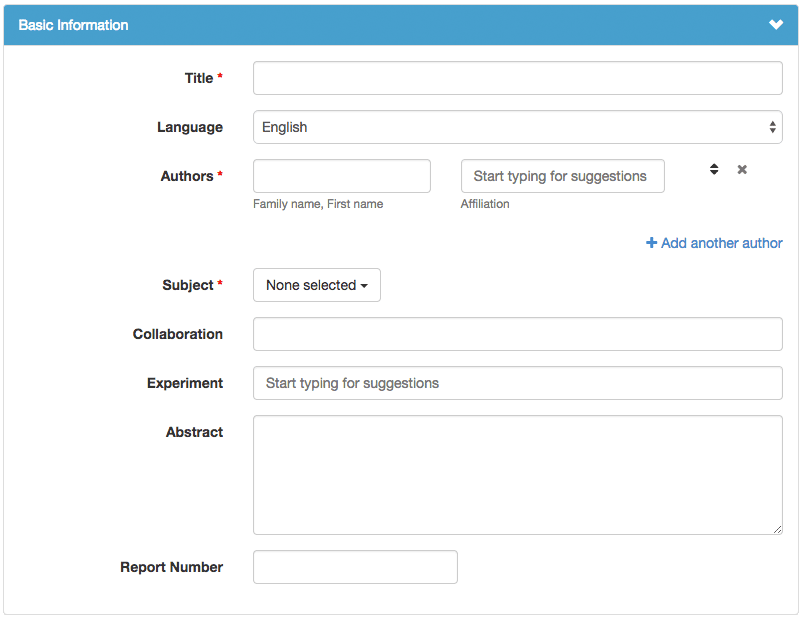 Basic Information
Title *
Language English
Authors * Start typing for suggestions
Family name, First name Affiliation
+ Add another author
Subject * None selected
Collaboration
Experiment Start typing for suggestions
Abstract
Report Number